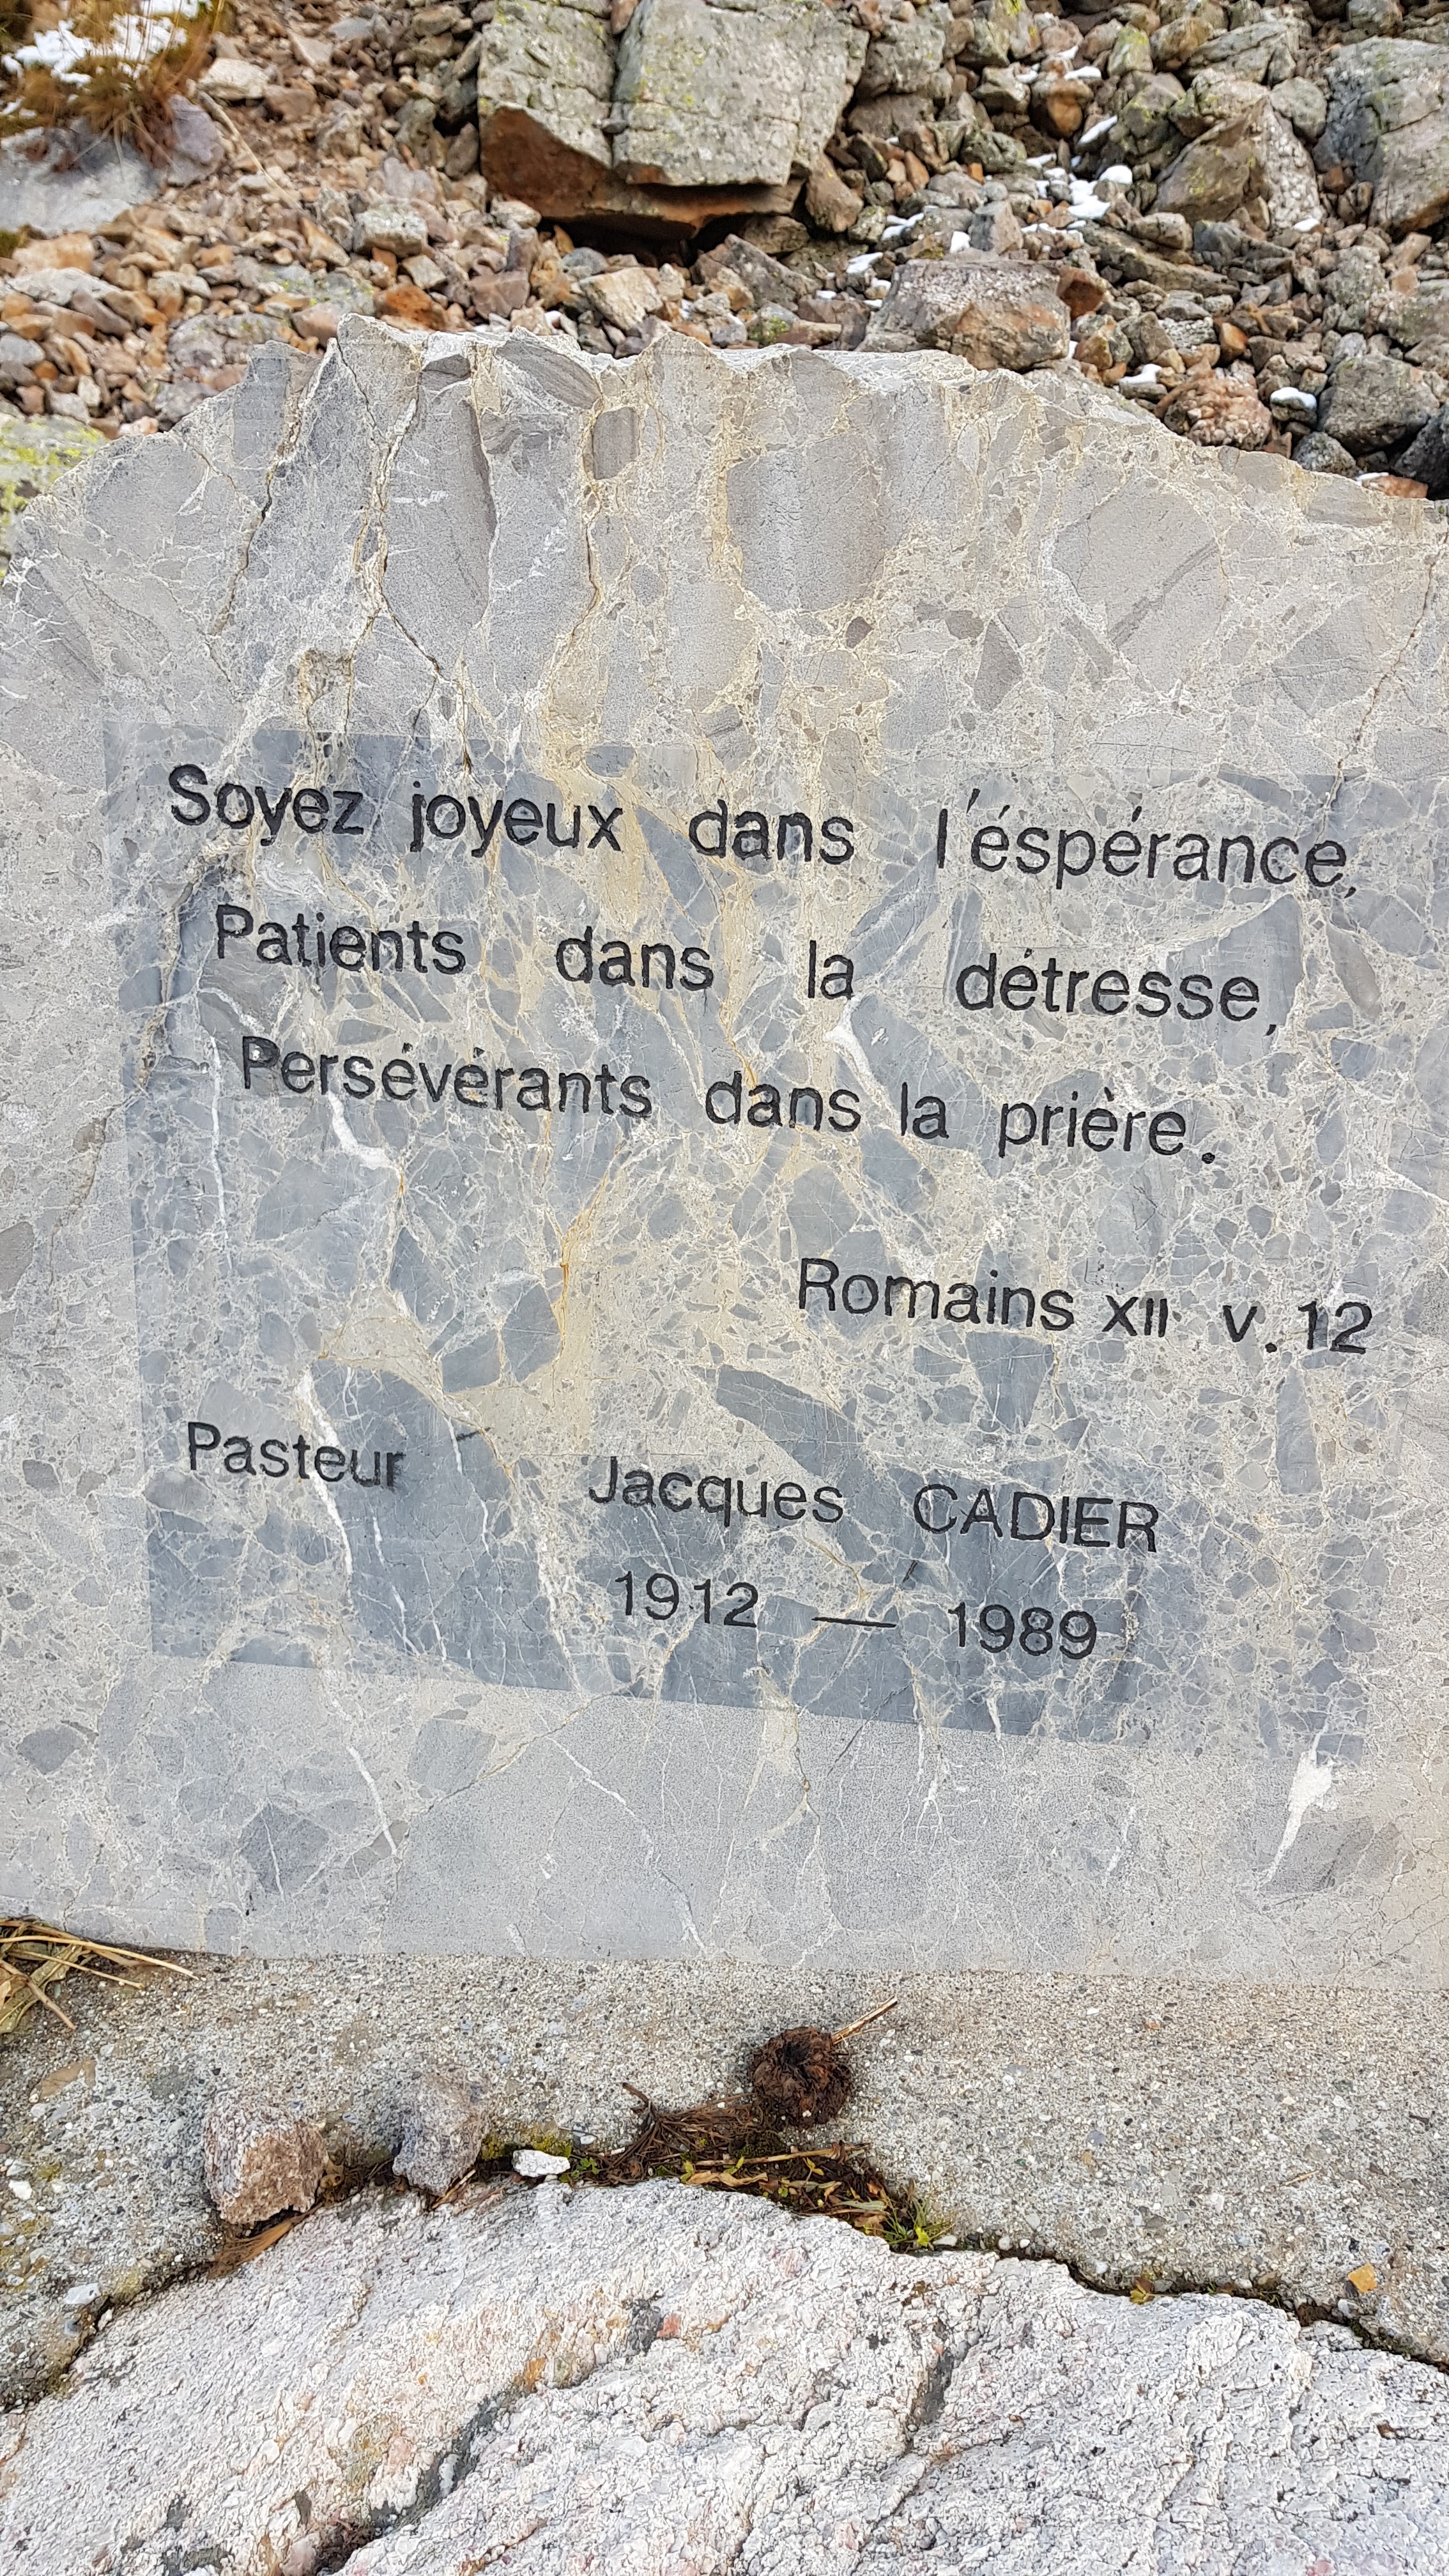 Soyez joyeux dans l'éspérance,
Patients dans la détresse,
Persévérants dans la prière.
Romains XII v.12
Pasteur Jacques CADIER
1912 — 1989